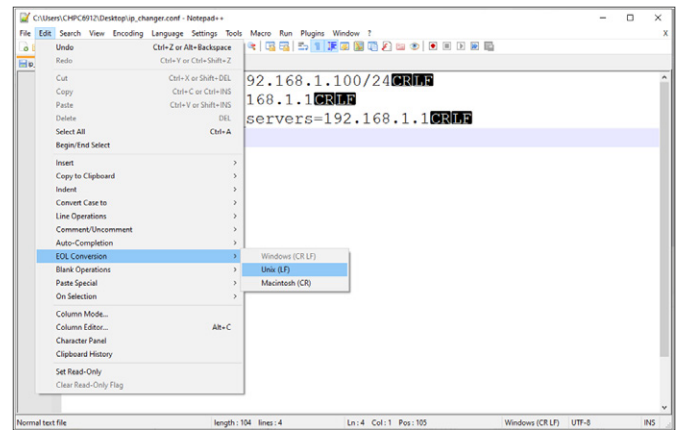 C:\Users\CHPC8912\Desktop\ip_changer.conf - Notepad++
File Edit Search View Encoding Language Settings Tools Macro Run Plugins Window ? X
Undo Ctrl+Z or Alt+Backspace
Redo Ctrl+Y or Ctrl+Shift+Z
Cut Ctrl+X or Shift+DEL
Copy Ctrl+C or Ctrl+INS
Paste Ctrl+V or Shift+INS
Delete DEL
Select All Ctrl+A
Begin/End Select
Insert
Copy to Clipboard
Indent
Convert Case to
Line Operations
Comment/Uncomment
Auto-Completion
EOL Conversion
Blank Operations
Paste Special
On Selection
Column Mode...
Column Editor... Alt+C
Character Panel
Clipboard History
Set Read-Only
Clear Read-Only Flag
Windows (CR LF)
Unix (LF)
Macintosh (CR)
92.168.1.100/24CRLF
168.1.1CRLF
servers=192.168.1.1CRLF
Normal text file length : 104 lines : 4 Ln : 4 Col : 1 Pos : 105 Windows (CR LF) UTF-8 INS